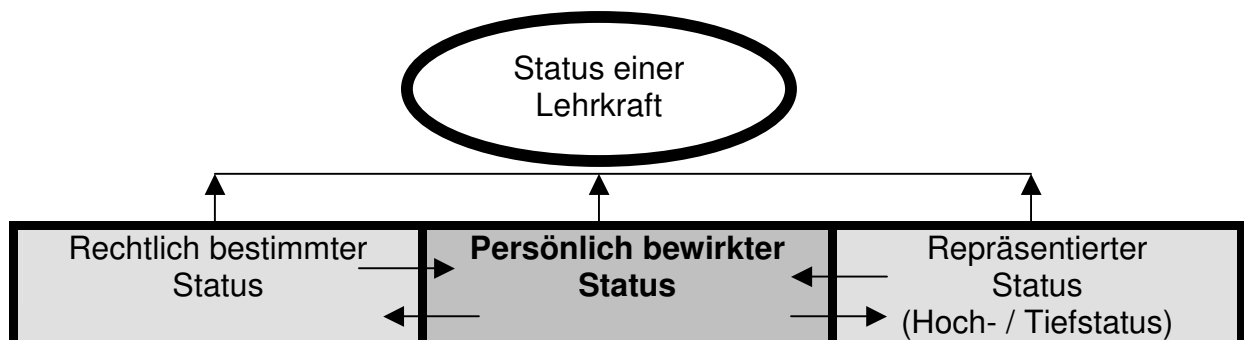 Status einer
Lehrkraft
Rechtlich bestimmter
Status
Persönlich bewirkter
Status
Repräsentierter
Status
(Hoch- / Tiefstatus)